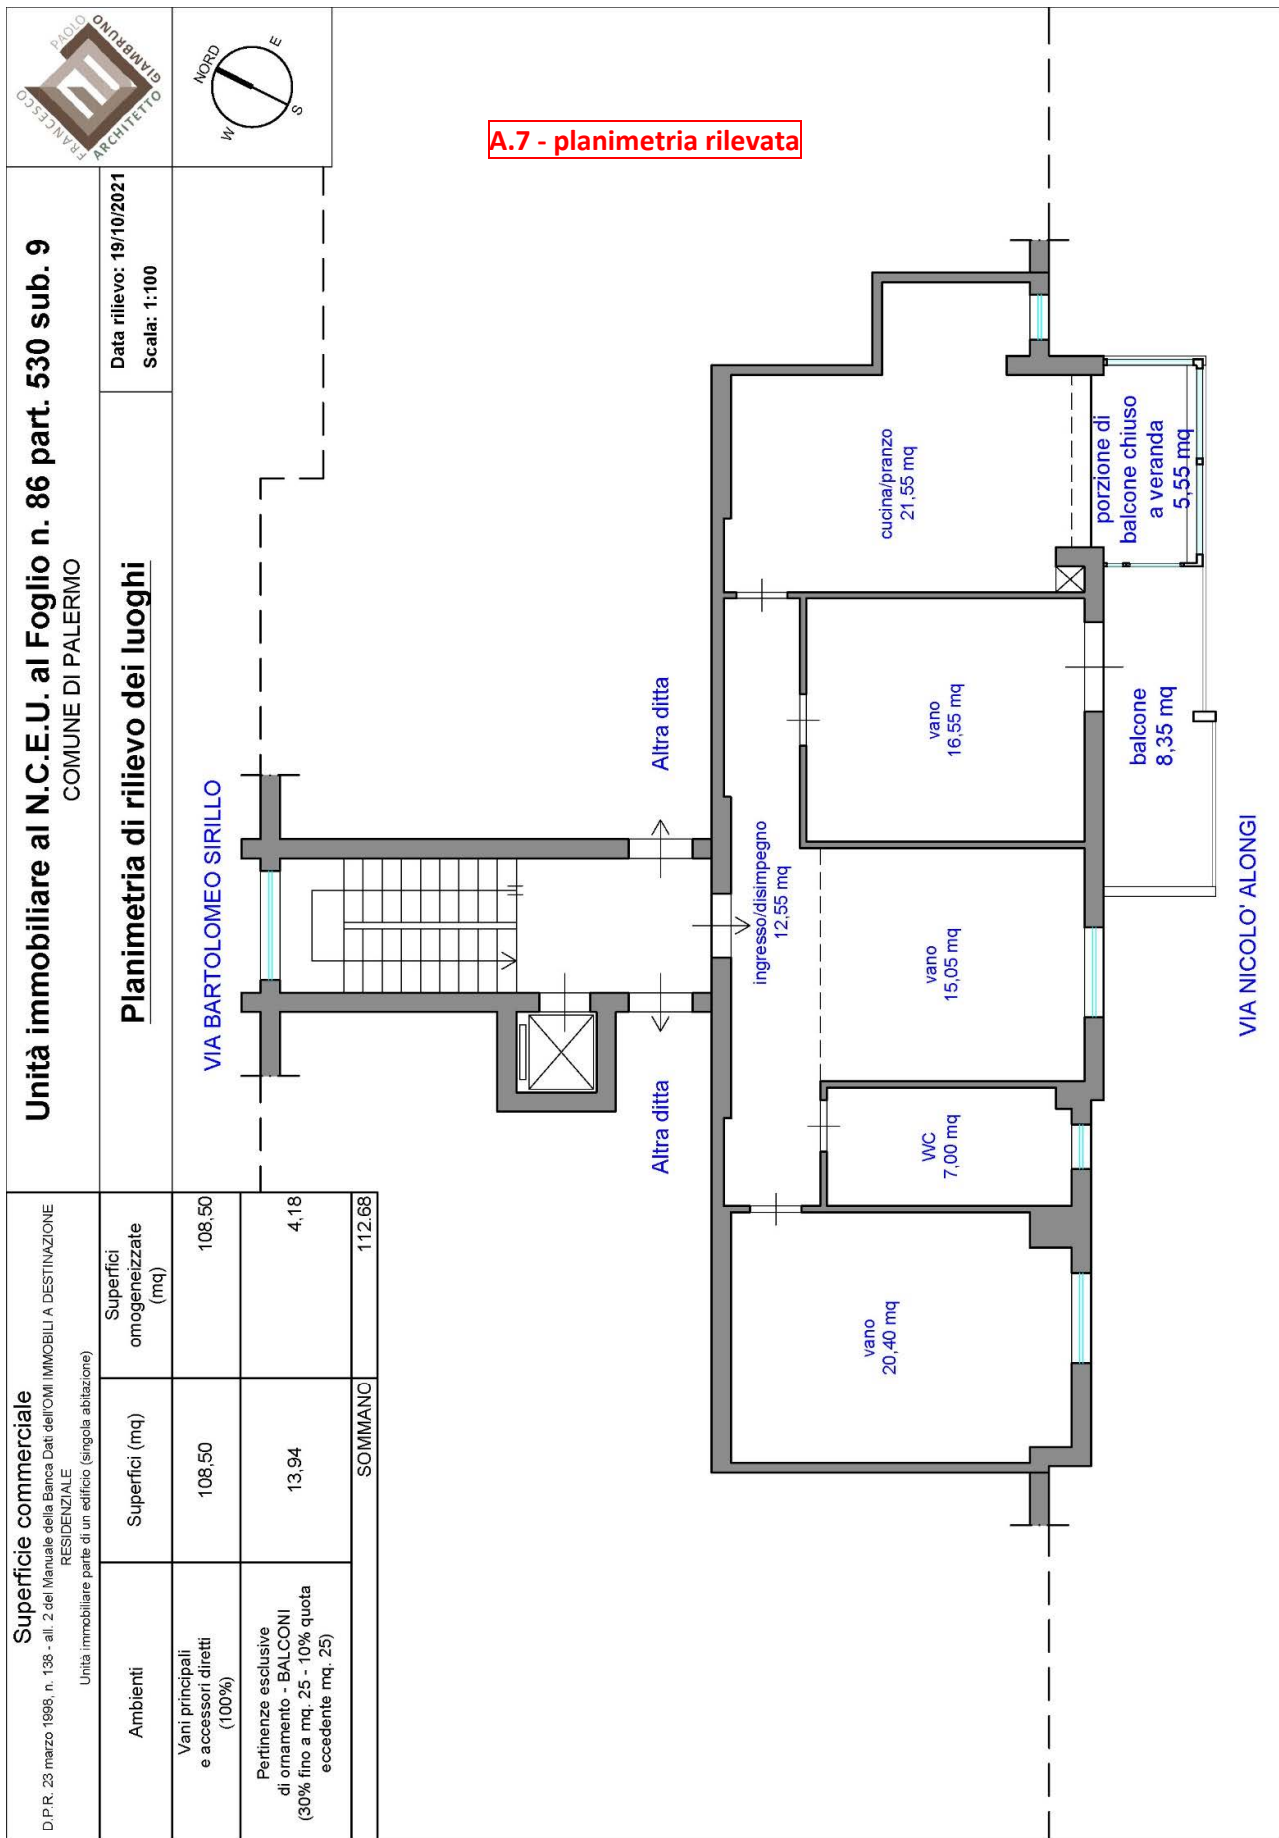 A.7 - planimetria rilevata
Superficie commerciale
D.P.R. 23 marzo 1998, n. 138 - all. 2 del Manuale della Banca Dati dell'OMI IMMOBILI A DESTINAZIONE
RESIDENZIALE
Unità immobiliare parte di un edificio (singola abitazione)
Ambienti
Superfici (mq)
Superfici
omogeneizzate
(mq)
Vani principali
e accessori diretti
(100%)
108,50
108,50
Pertinenze esclusive
di ornamento - BALCONI
(30% fino a mq. 25 - 10% quota
eccedente mq. 25)
13,94
4,18
SOMMANO
112.68
Unità immobiliare al N.C.E.U. al Foglio n. 86 part. 530 sub. 9
COMUNE DI PALERMO
Planimetria di rilievo dei luoghi
Data rilievo: 19/10/2021
Scala: 1:100
FRANCESCO
PAOLO
GIAMBRUNO
ARCHITETTO
NORD
E
S
W
VIA BARTOLOMEO SIRILLO
Altra ditta
Altra ditta
ingresso/disimpegno
12,55 mq
vano
20,40 mq
WC
7,00 mq
vano
15,05 mq
vano
16,55 mq
cucina/pranzo
21,55 mq
balcone
8,35 mq
porzione di
balcone chiuso
a veranda
5,55 mq
VIA NICOLO' ALONGI